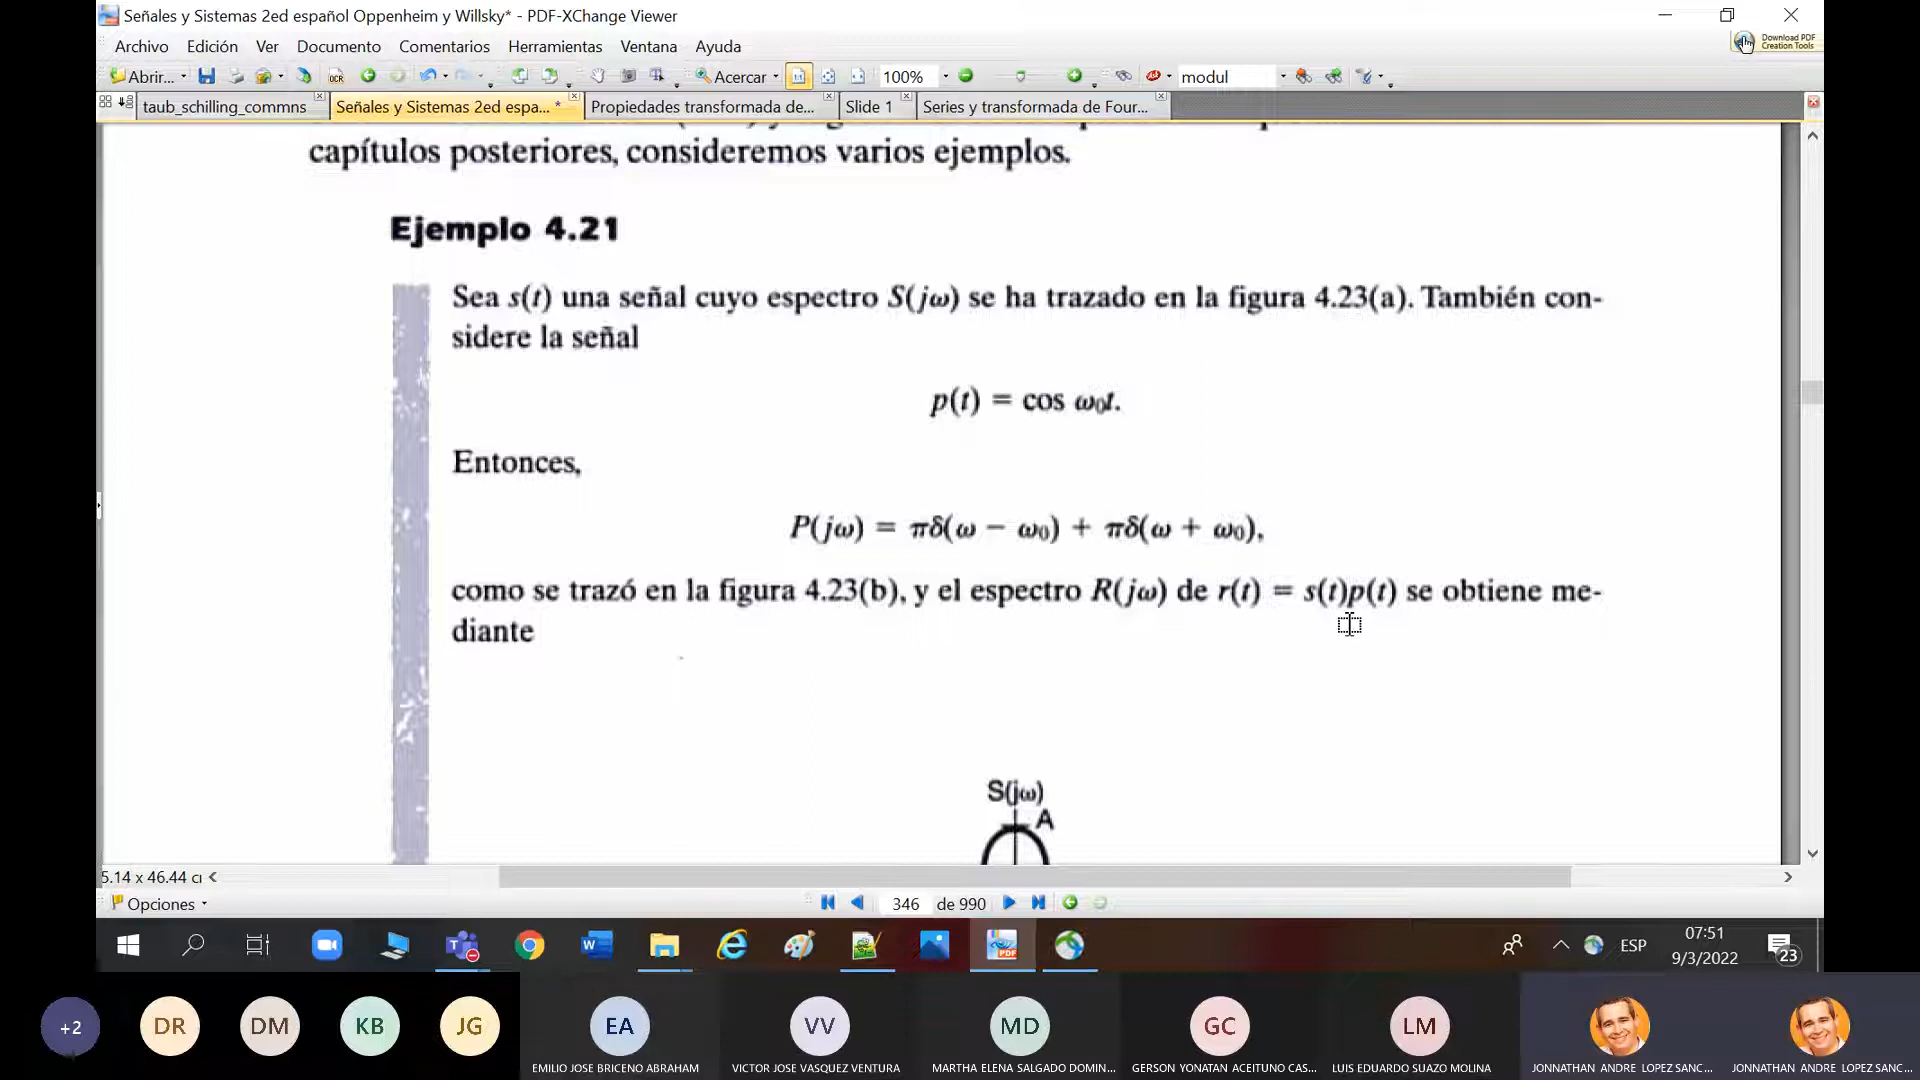 Señales y Sistemas 2ed español Oppenheim y Willsky* - PDF-XChange Viewer
Archivo Edición Ver Documento Comentarios Herramientas Ventana Ayuda
Download PDF
Creation Tools
Abrir... OCR Acercar 100% modul
taub_schilling_commns Señales y Sistemas 2ed espa... * Propiedades transformada de... Slide 1 Series y transformada de Four...
capítulos posteriores, consideremos varios ejemplos.
Ejemplo 4.21
Sea s(t) una señal cuyo espectro S(jω) se ha trazado en la figura 4.23(a). También con-
sidere la señal
p(t) = cos ω₀t.
Entonces,
P(jω) = πδ(ω − ω₀) + πδ(ω + ω₀),
como se trazó en la figura 4.23(b), y el espectro R(jω) de r(t) = s(t)p(t) se obtiene me-
diante
S(jω)
A
5.14 x 46.44 cı
Opciones 346 de 990
ESP 07:51
9/3/2022
23
+2 DR DM KB JG EA VV MD GC LM
EMILIO JOSE BRICENO ABRAHAM VICTOR JOSE VASQUEZ VENTURA MARTHA ELENA SALGADO DOMIN... GERSON YONATAN ACEITUNO CAS... LUIS EDUARDO SUAZO MOLINA JONNATHAN ANDRE LOPEZ SANC... JONNATHAN ANDRE LOPEZ SANC...